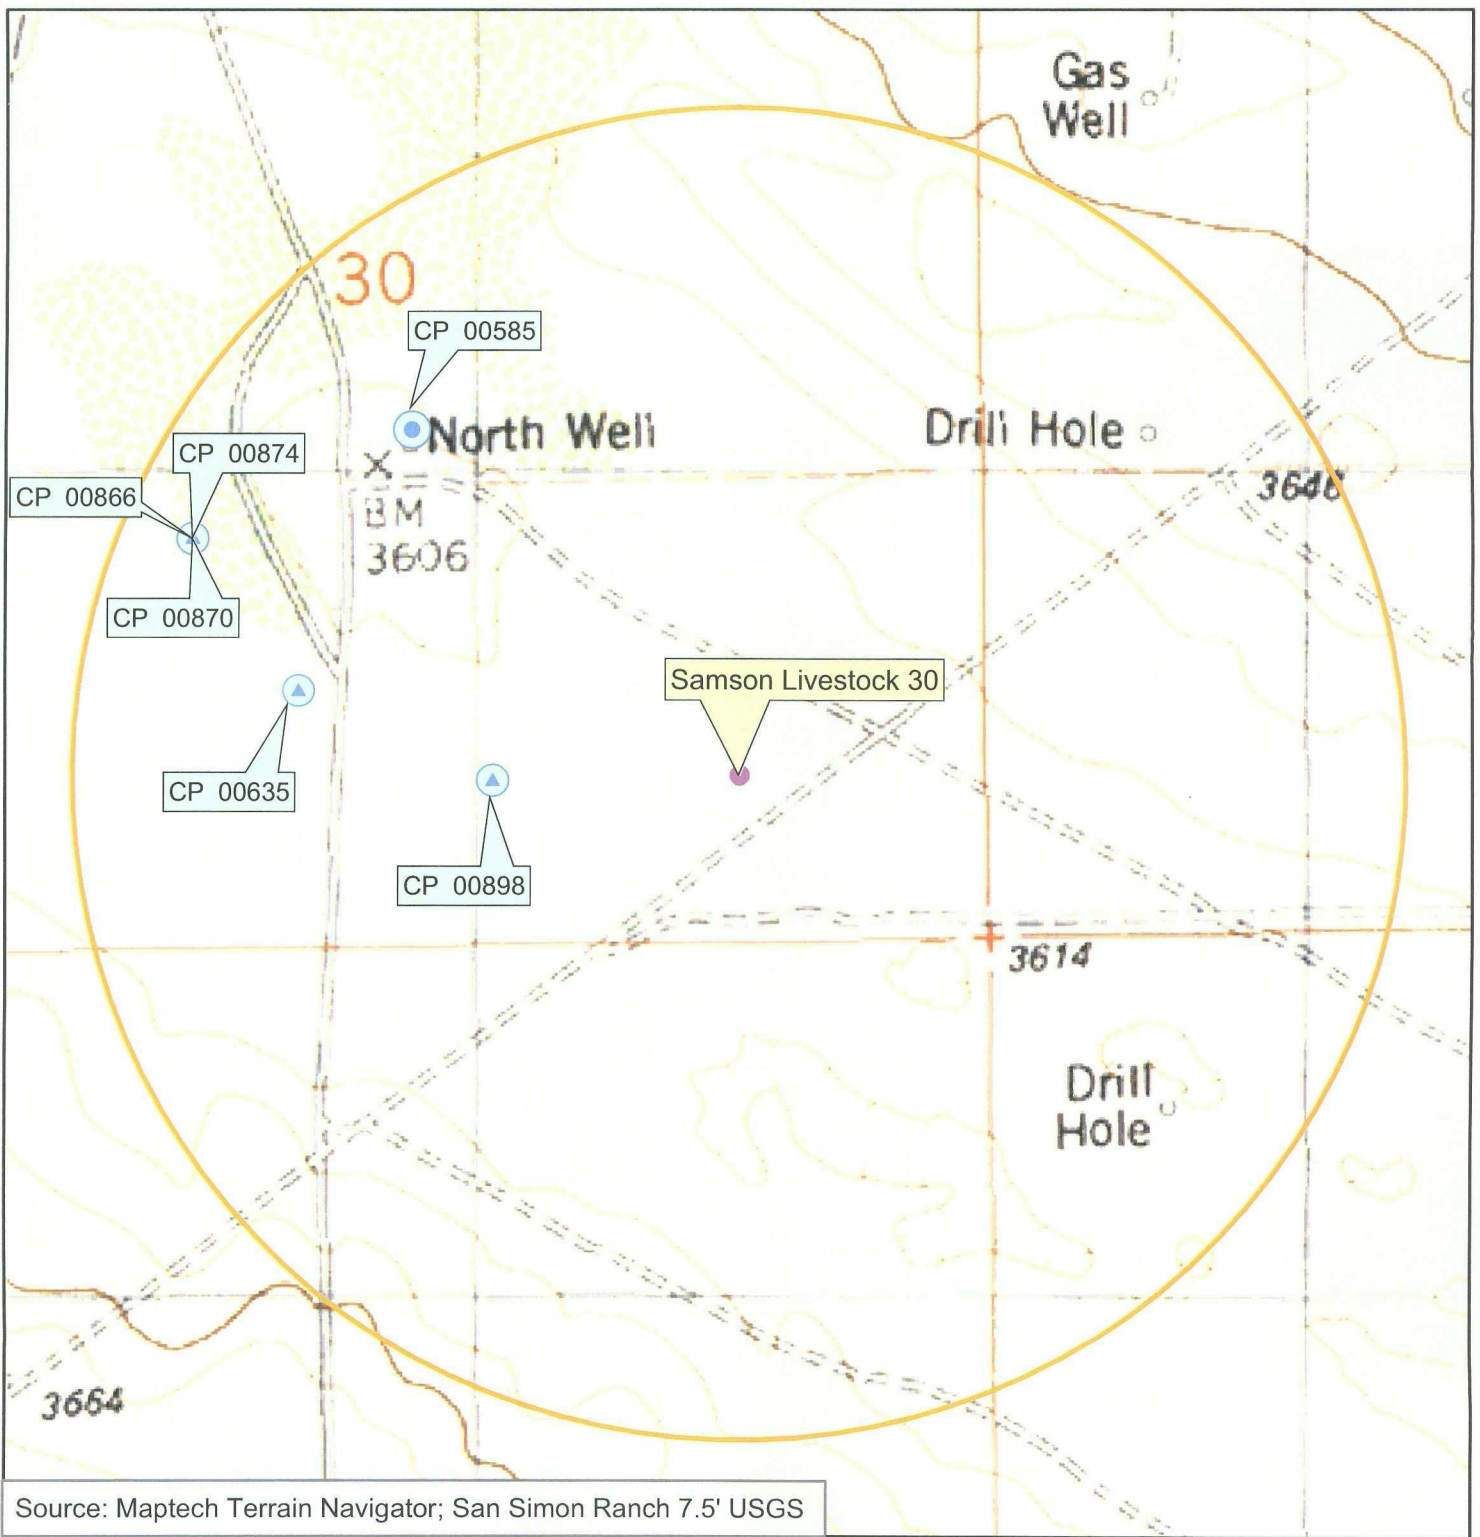 Gas
Well
30
CP 00585
North Well
Drill Hole
CP 00874
CP 00866
3648
X
BM
3606
CP 00870
Samson Livestock 30
CP 00635
CP 00898
3614
Drill
Hole
3664
Source: Maptech Terrain Navigator; San Simon Ranch 7.5' USGS